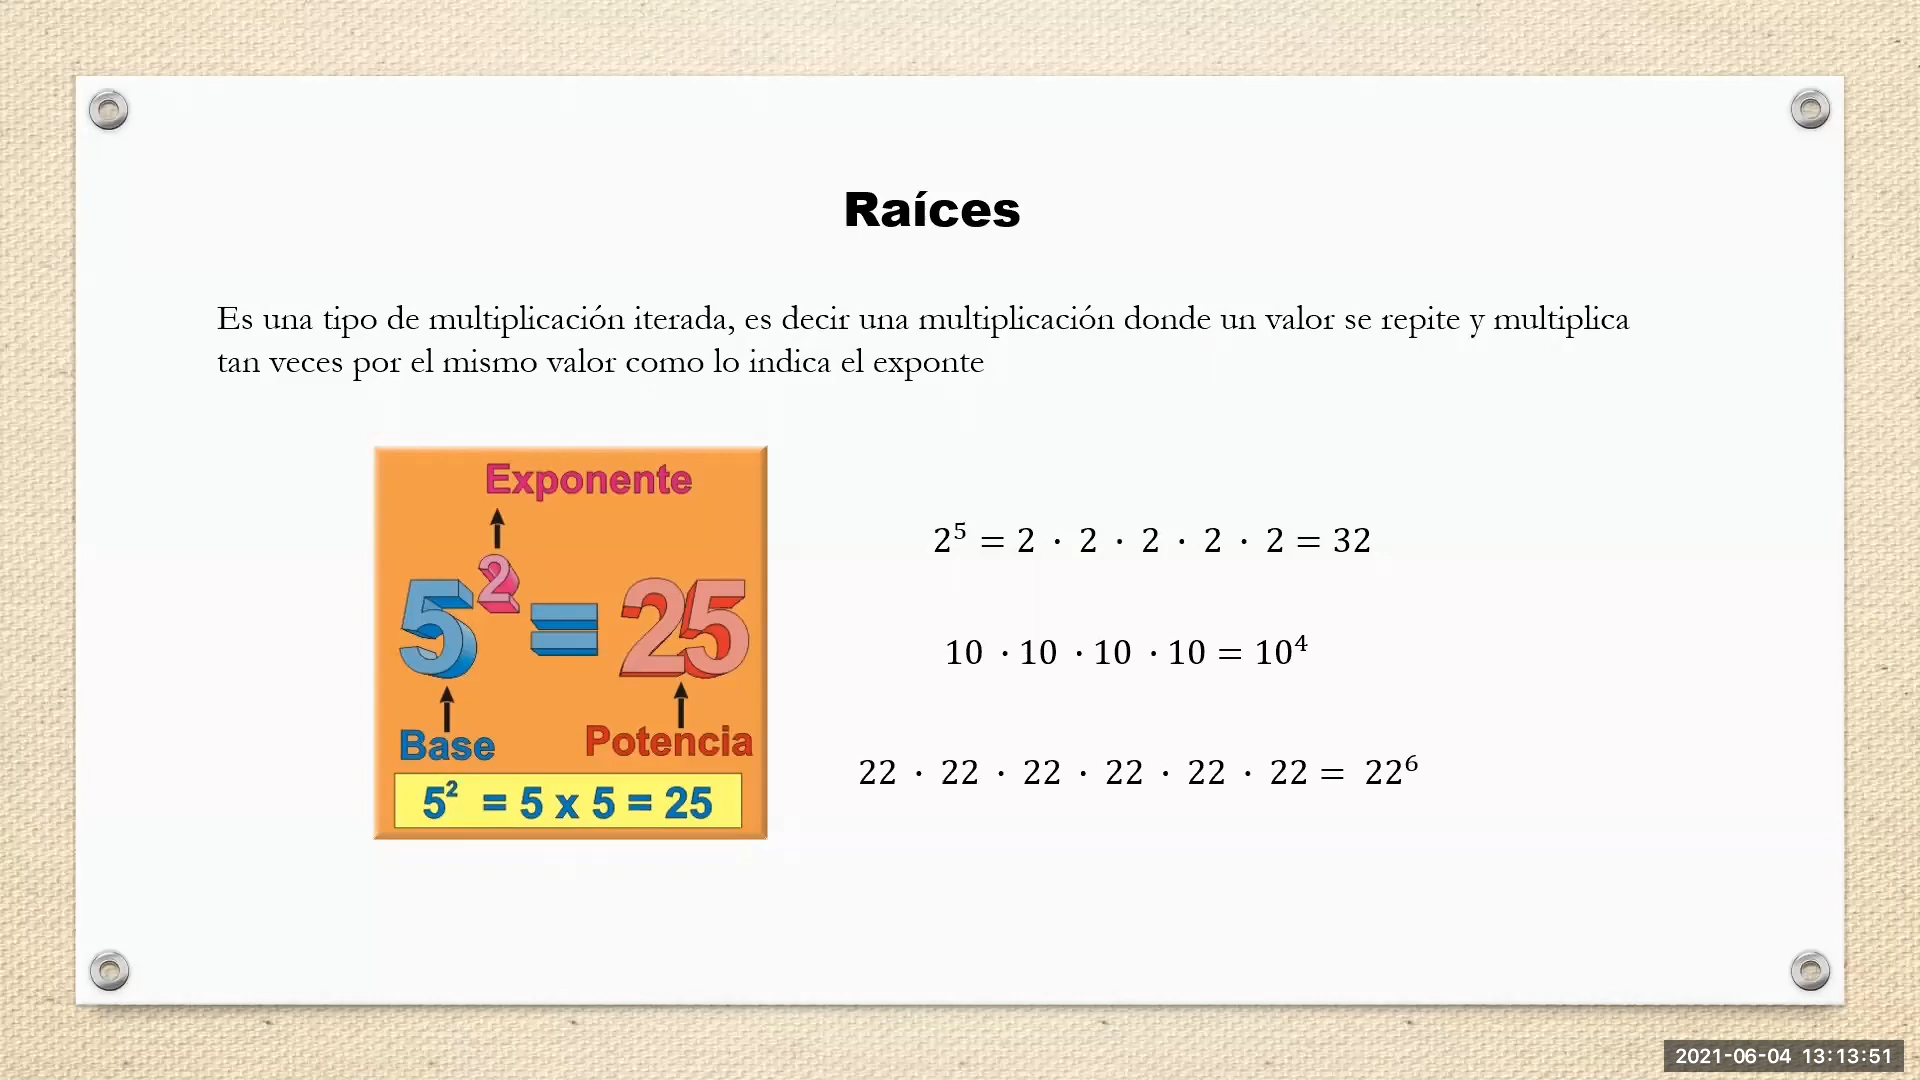 Raíces
Es una tipo de multiplicación iterada, es decir una multiplicación donde un valor se repite y multiplica
tan veces por el mismo valor como lo indica el exponte
Exponente
5² = 25
Base
Potencia
5² = 5 x 5 = 25
2⁵ = 2 · 2 · 2 · 2 · 2 = 32
10 · 10 · 10 · 10 = 10⁴
22 · 22 · 22 · 22 · 22 · 22 = 22⁶
2021-06-04 13:13:51